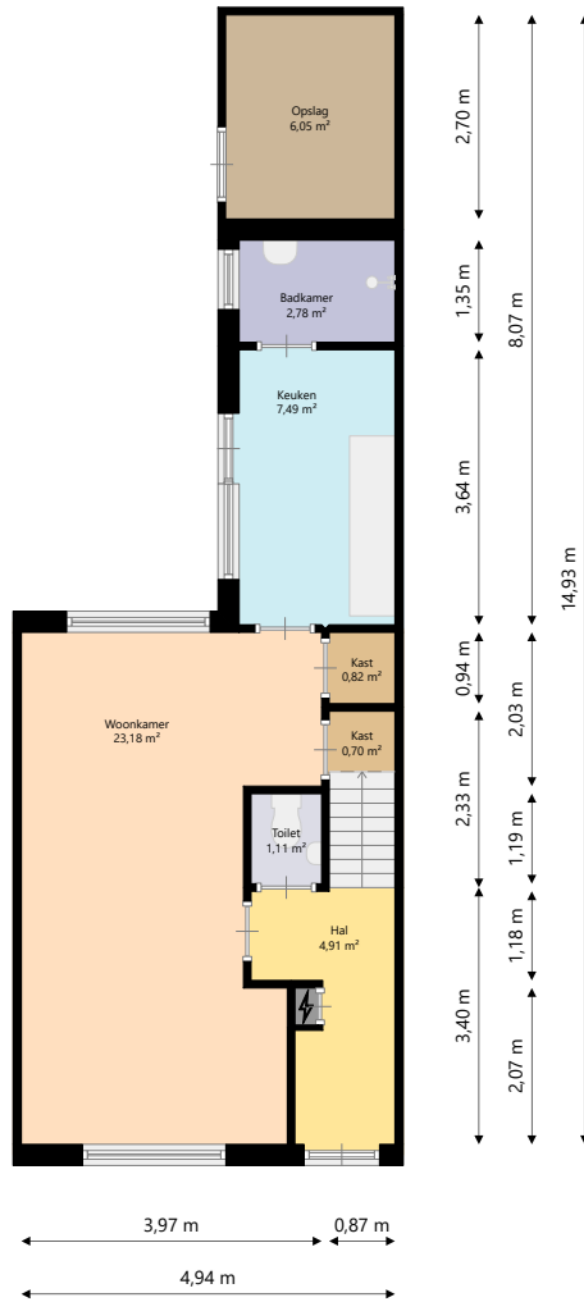 Opslag
6,05 m²
2,70 m
Badkamer
2,78 m²
1,35 m
8,07 m
Keuken
7,49 m²
3,64 m
14,93 m
Kast
0,82 m²
0,94 m
2,03 m
Woonkamer
23,18 m²
Kast
0,70 m²
2,33 m
Toilet
1,11 m²
1,19 m
Hal
4,91 m²
1,18 m
3,40 m
2,07 m
3,97 m
0,87 m
4,94 m